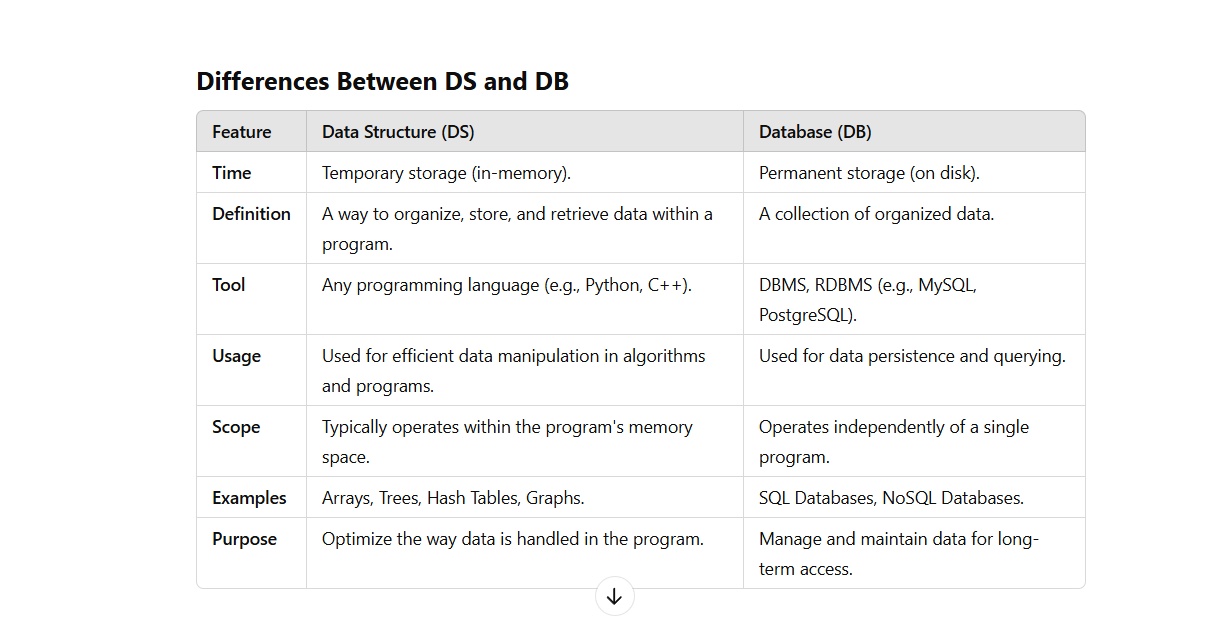 Differences Between DS and DB
Feature Data Structure (DS) Database (DB)
Time Temporary storage (in-memory). Permanent storage (on disk).
Definition A way to organize, store, and retrieve data within a A collection of organized data.
program.
Tool Any programming language (e.g., Python, C++). DBMS, RDBMS (e.g., MySQL,
PostgreSQL).
Usage Used for efficient data manipulation in algorithms Used for data persistence and querying.
and programs.
Scope Typically operates within the program's memory Operates independently of a single
space. program.
Examples Arrays, Trees, Hash Tables, Graphs. SQL Databases, NoSQL Databases.
Purpose Optimize the way data is handled in the program. Manage and maintain data for long-
term access.